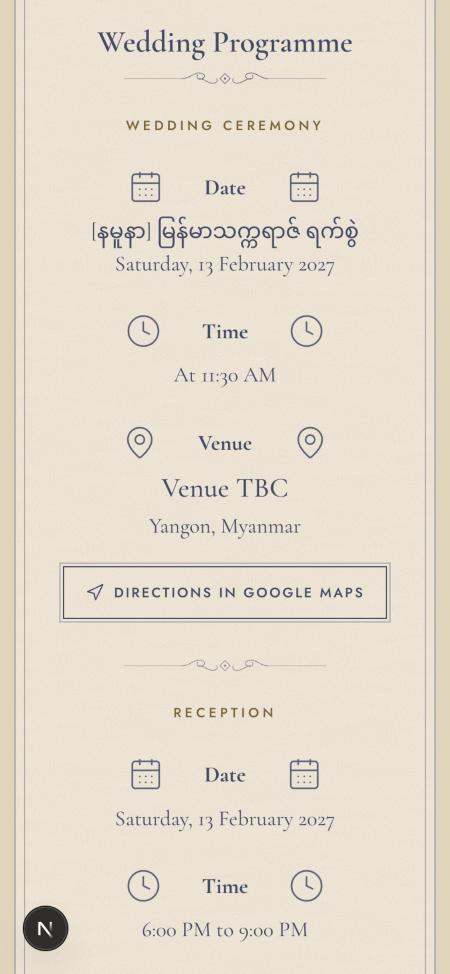 Wedding Programme
WEDDING CEREMONY
Date
[နမူနာ] မြန်မာသက္ကရာဇ် ရက်စွဲ
Saturday, 13 February 2027
Time
At 11:30 AM
Venue
Venue TBC
Yangon, Myanmar
DIRECTIONS IN GOOGLE MAPS
RECEPTION
Date
Saturday, 13 February 2027
Time
N
6:00 PM to 9:00 PM